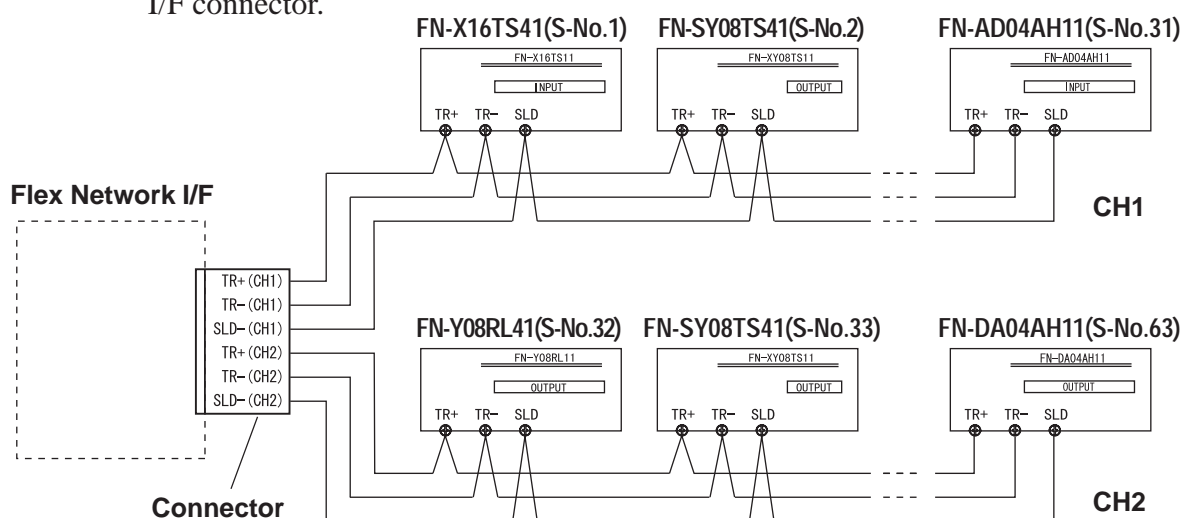 I/F connector.
FN-X16TS41(S-No.1) FN-SY08TS41(S-No.2) FN-AD04AH11(S-No.31)
FN-X16TS11 FN-XY08TS11 FN-AD04AH11
INPUT OUTPUT INPUT
TR+ TR- SLD TR+ TR- SLD TR+ TR- SLD
Flex Network I/F
CH1
TR+(CH1)
TR-(CH1)
SLD-(CH1)
TR+(CH2)
TR-(CH2)
SLD-(CH2)
FN-Y08RL41(S-No.32) FN-SY08TS41(S-No.33) FN-DA04AH11(S-No.63)
FN-Y08RL11 FN-XY08TS11 FN-DA04AH11
OUTPUT OUTPUT OUTPUT
TR+ TR- SLD TR+ TR- SLD TR+ TR- SLD
Connector
CH2